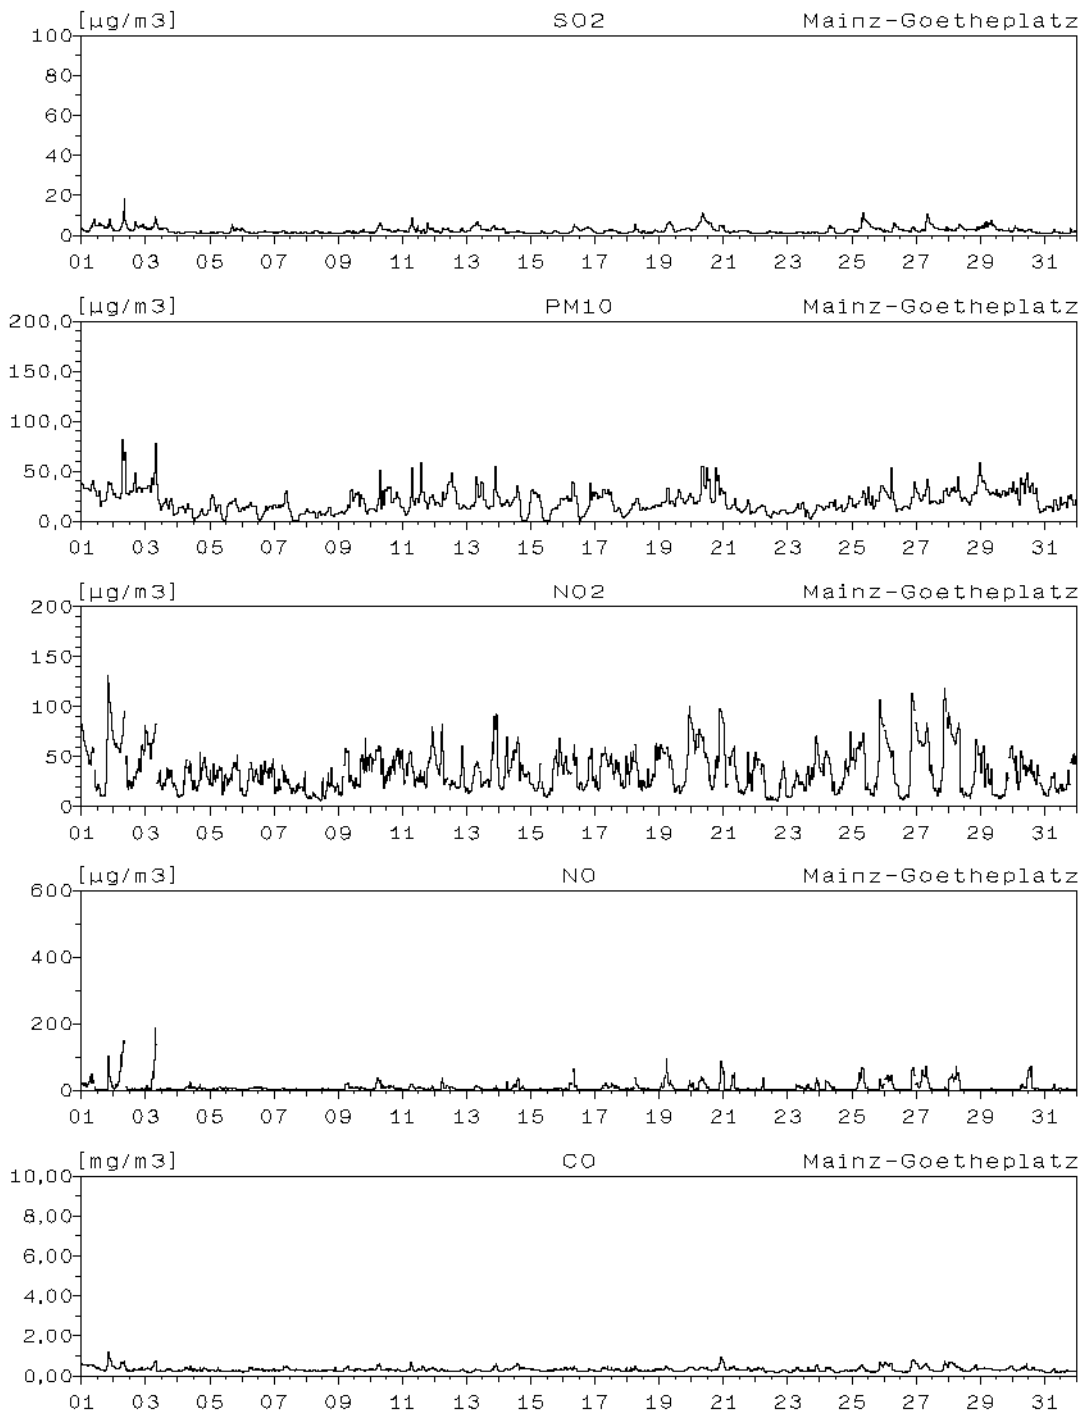 [µg/m3] SO2 Mainz-Goetheplatz
100
80
60
40
20
0
01 03 05 07 09 11 13 15 17 19 21 23 25 27 29 31
[µg/m3] PM10 Mainz-Goetheplatz
200,0
150,0
100,0
50,0
0,0
01 03 05 07 09 11 13 15 17 19 21 23 25 27 29 31
[µg/m3] NO2 Mainz-Goetheplatz
200
150
100
50
0
01 03 05 07 09 11 13 15 17 19 21 23 25 27 29 31
[µg/m3] NO Mainz-Goetheplatz
600
400
200
0
01 03 05 07 09 11 13 15 17 19 21 23 25 27 29 31
[mg/m3] CO Mainz-Goetheplatz
10,00
8,00
6,00
4,00
2,00
0,00
01 03 05 07 09 11 13 15 17 19 21 23 25 27 29 31